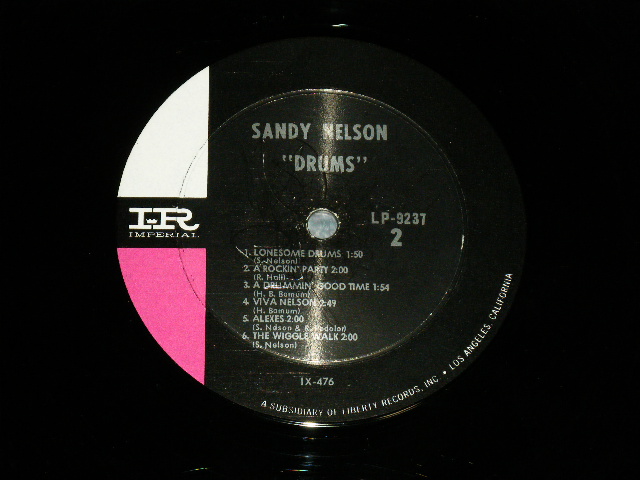 SANDY NELSON
"DRUMS"
LP-9237
2
IR
IMPERIAL
1. LONESOME DRUMS 1:50
(S. Nelson)
2. A ROCKIN' PARTY 2:00
(R. Hall)
3. A DRUMMIN' GOOD TIME 1:54
(H. B. Barnum)
4. VIVA NELSON 2:49
(H. Barnum)
5. ALEXES 2:00
(S. Nelson & R. Podolor)
6. THE WIGGLE WALK 2:00
(S. Nelson)
IX-476
A SUBSIDIARY OF LIBERTY RECORDS, INC • LOS ANGELES, CALIFORNIA